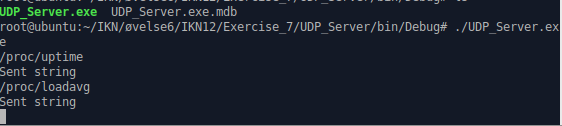 UDP_Server.exe UDP_Server.exe.mdb
root@ubuntu:~/IKN/øvelse6/IKN12/Exercise_7/UDP_Server/bin/Debug# ./UDP_Server.ex
e
/proc/uptime
Sent string
/proc/loadavg
Sent string